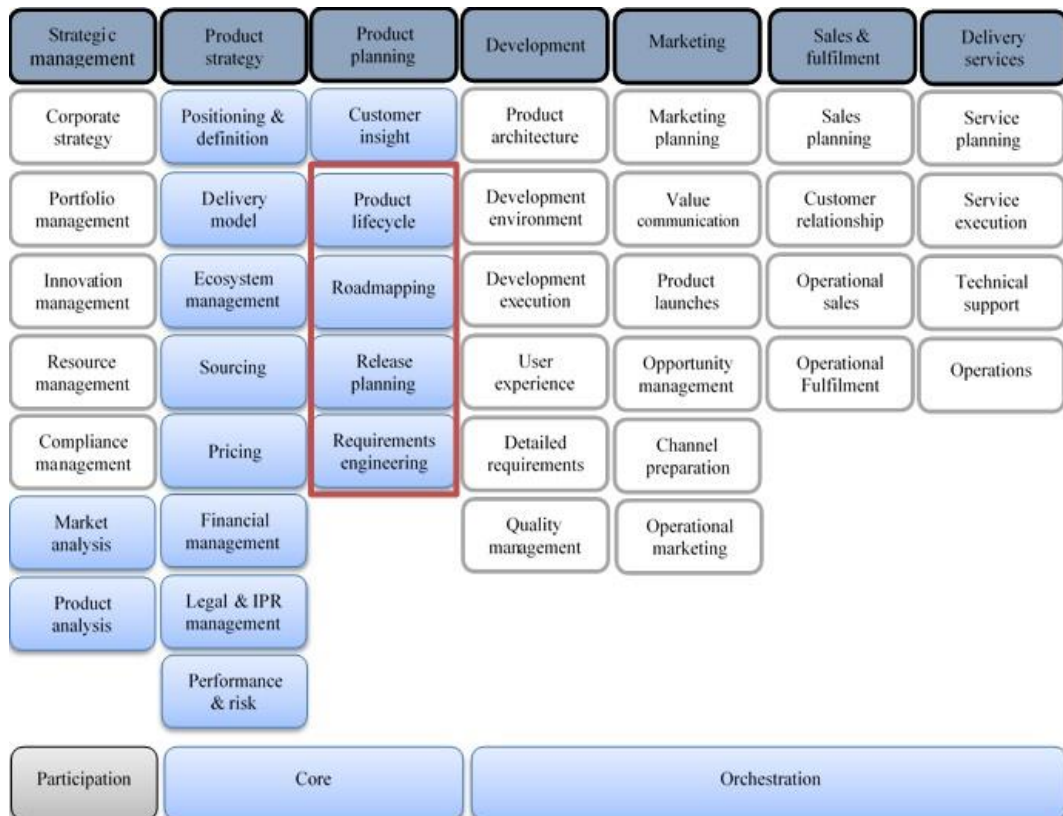 Strategic
management
Product
strategy
Product
planning
Development
Marketing
Sales &
fulfilment
Delivery
services
Corporate
strategy
Positioning &
definition
Customer
insight
Product
architecture
Marketing
planning
Sales
planning
Service
planning
Portfolio
management
Delivery
model
Product
lifecycle
Development
environment
Value
communication
Customer
relationship
Service
execution
Innovation
management
Ecosystem
management
Roadmapping
Development
execution
Product
launches
Operational
sales
Technical
support
Resource
management
Sourcing
Release
planning
User
experience
Opportunity
management
Operational
Fulfilment
Operations
Compliance
management
Pricing
Requirements
engineering
Detailed
requirements
Channel
preparation
Market
analysis
Financial
management
Quality
management
Operational
marketing
Product
analysis
Legal & IPR
management
Performance
& risk
Participation
Core
Orchestration